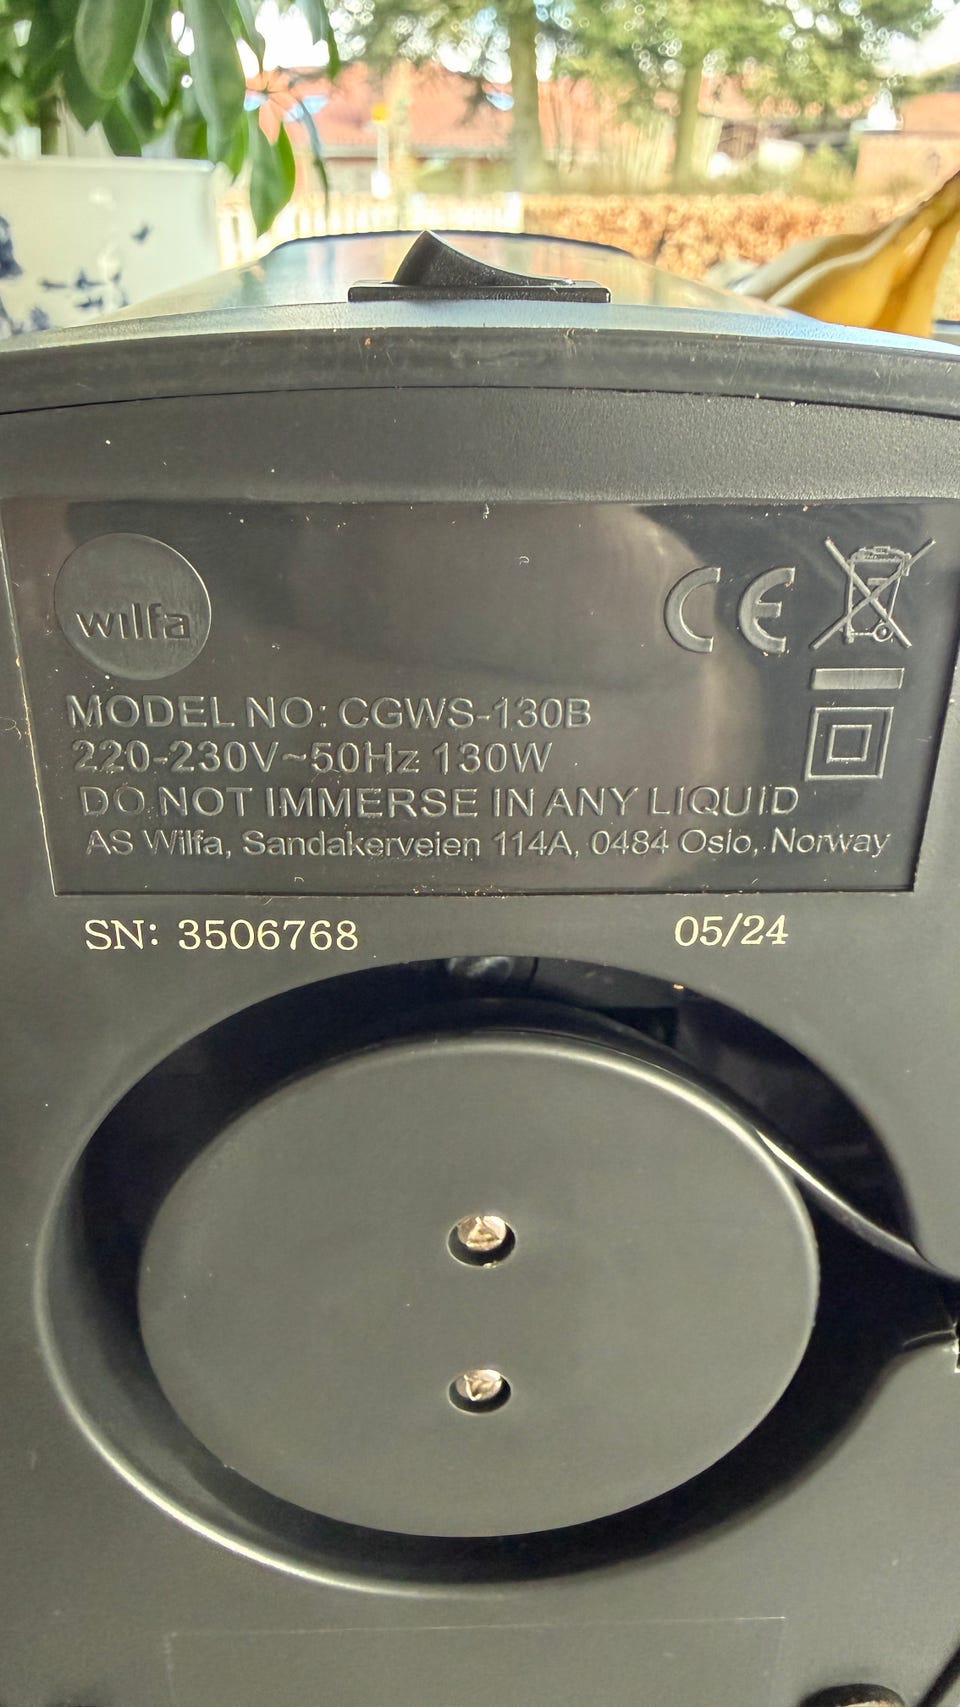 wilfa
CE
MODEL NO: CGWS-130B
220-230V~50Hz 130W
DO NOT IMMERSE IN ANY LIQUID
AS Wilfa, Sandakerveien 114A, 0484 Oslo, Norway
SN: 3506768 05/24